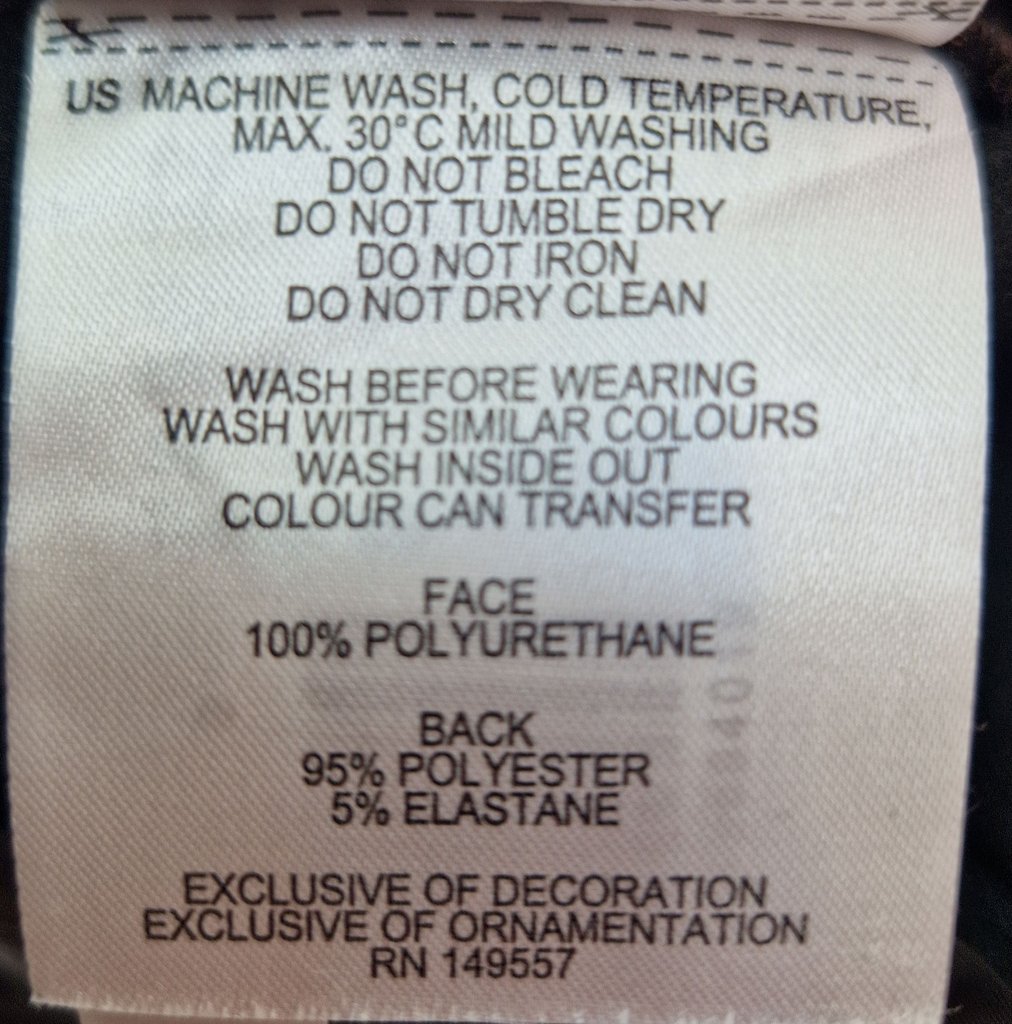 US MACHINE WASH, COLD TEMPERATURE,
MAX. 30°C MILD WASHING
DO NOT BLEACH
DO NOT TUMBLE DRY
DO NOT IRON
DO NOT DRY CLEAN
WASH BEFORE WEARING
WASH WITH SIMILAR COLOURS
WASH INSIDE OUT
COLOUR CAN TRANSFER
FACE
100% POLYURETHANE
BACK
95% POLYESTER
5% ELASTANE
EXCLUSIVE OF DECORATION
EXCLUSIVE OF ORNAMENTATION
RN 149557